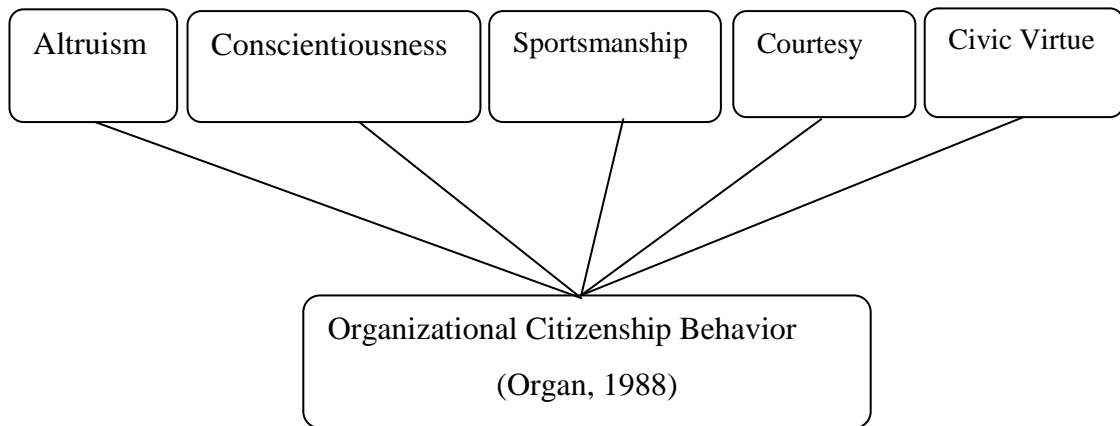 Altruism
Conscientiousness
Sportsmanship
Courtesy
Civic Virtue
Organizational Citizenship Behavior
(Organ, 1988)